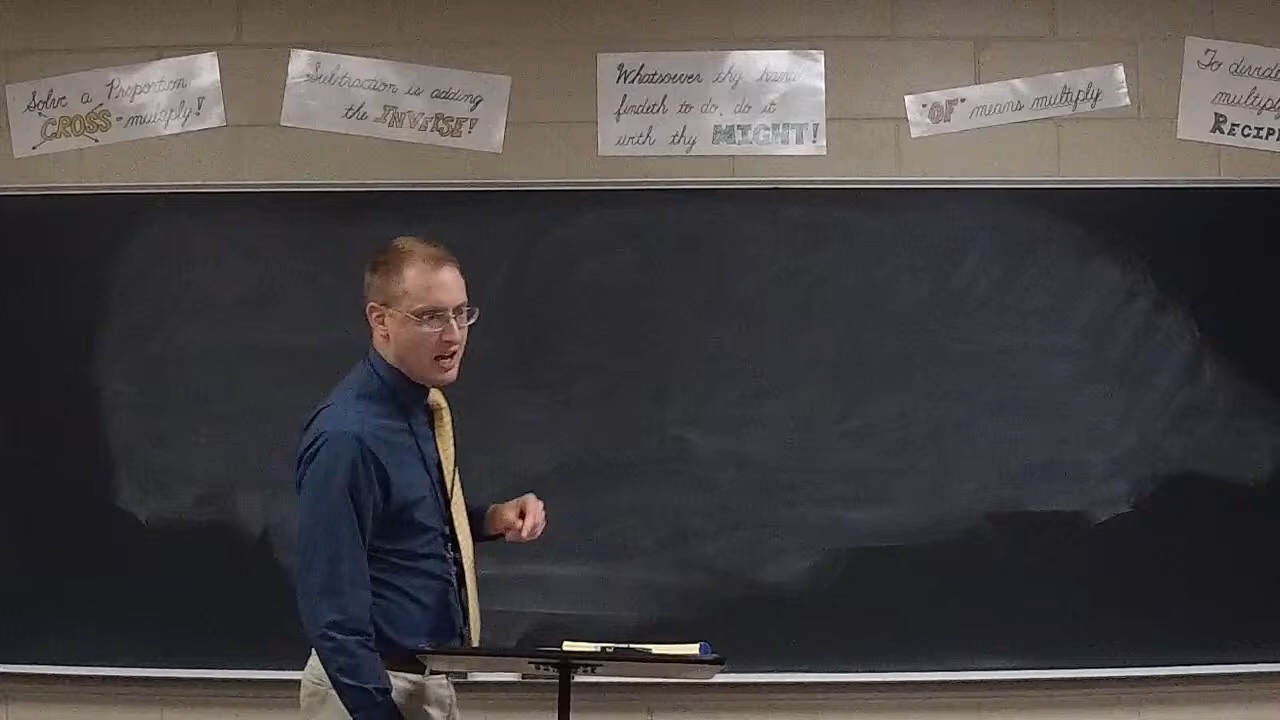 Solve a Proportion
CROSS-multiply!
Subtraction is adding
the INVERSE!
Whatsoever thy hand
findeth to do, do it
with thy MIGHT!
"OF" means multiply
To divide
multiply
RECIP